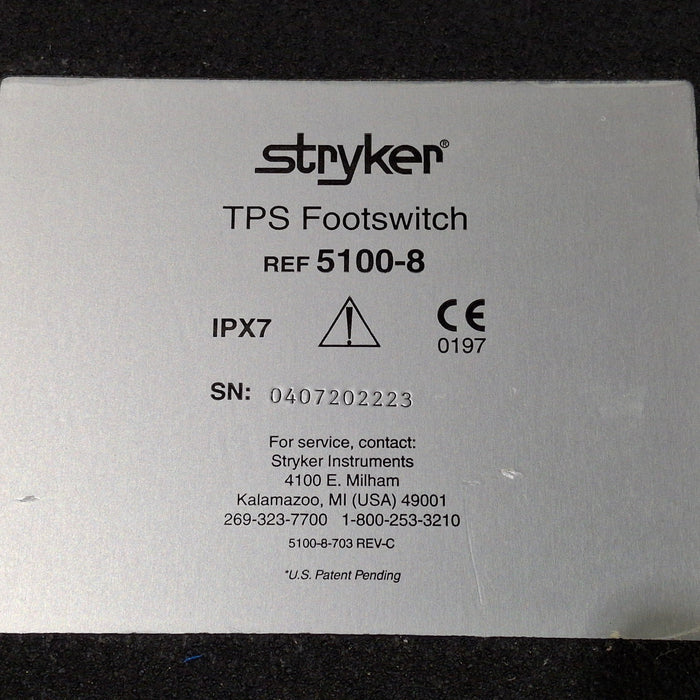 stryker®
TPS Footswitch
REF 5100-8
IPX7
CE
0197
SN: 0407202223
For service, contact:
Stryker Instruments
4100 E. Milham
Kalamazoo, MI (USA) 49001
269-323-7700 1-800-253-3210
5100-8-703 REV-C
*U.S. Patent Pending